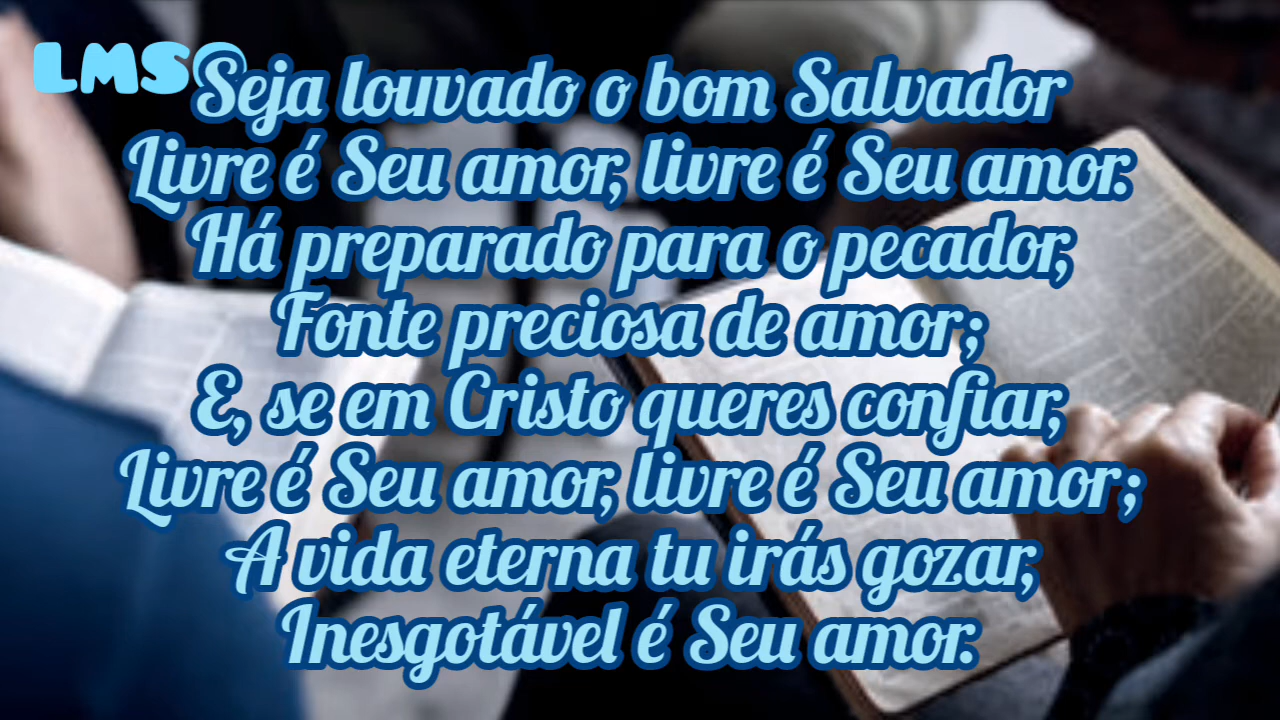 LMSO
Seja louvado o bom Salvador
Livre é Seu amor, livre é Seu amor.
Há preparado para o pecador,
Fonte preciosa de amor;
E, se em Cristo queres confiar,
Livre é Seu amor, livre é Seu amor;
A vida eterna tu irás gozar,
Inesgotável é Seu amor.